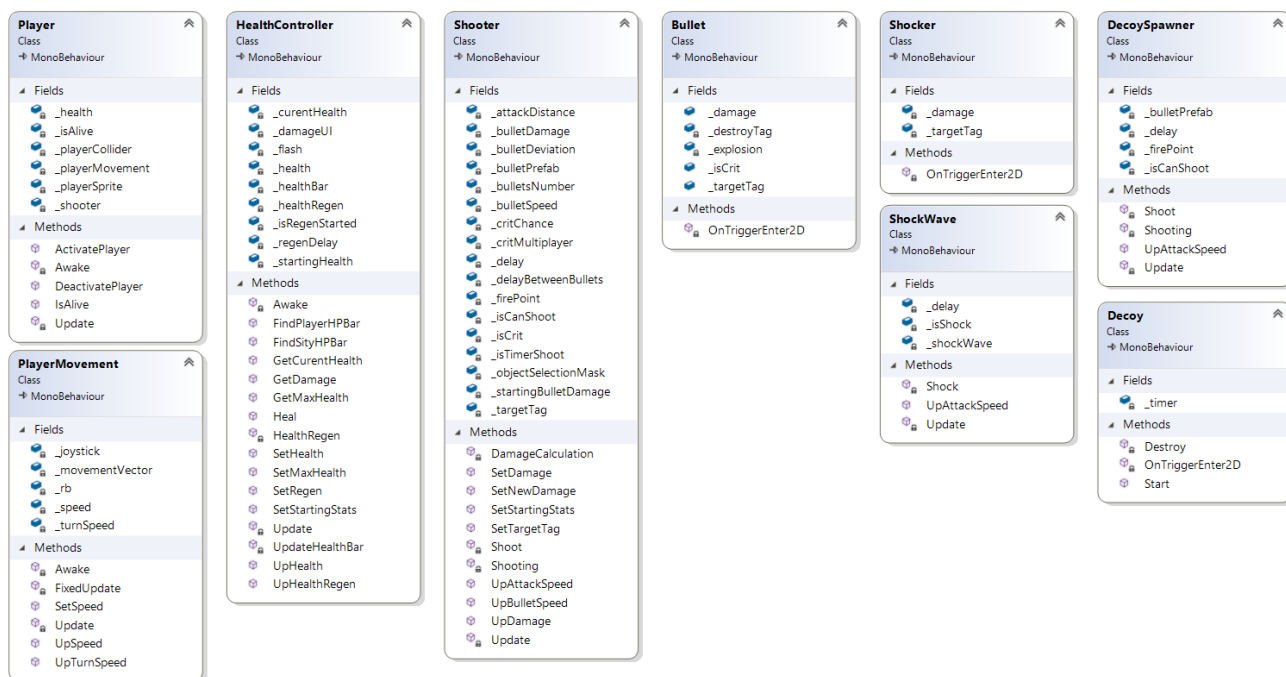 Player
Class
MonoBehaviour
Fields
_health
_isAlive
_playerCollider
_playerMovement
_playerSprite
_shooter
Methods
ActivatePlayer
Awake
DeactivatePlayer
IsAlive
Update
PlayerMovement
Class
MonoBehaviour
Fields
_joystick
_movementVector
_rb
_speed
_turnSpeed
Methods
Awake
FixedUpdate
SetSpeed
Update
UpSpeed
UpTurnSpeed
HealthController
Class
MonoBehaviour
Fields
_curentHealth
_damageUI
_flash
_health
_healthBar
_healthRegen
_isRegenStarted
_regenDelay
_startingHealth
Methods
Awake
FindPlayerHPBar
FindSityHPBar
GetCurentHealth
GetDamage
GetMaxHealth
Heal
HealthRegen
SetHealth
SetMaxHealth
SetRegen
SetStartingStats
Update
UpdateHealthBar
UpHealth
UpHealthRegen
Shooter
Class
MonoBehaviour
Fields
_attackDistance
_bulletDamage
_bulletDeviation
_bulletPrefab
_bulletsNumber
_bulletSpeed
_critChance
_critMultiplayer
_delay
_delayBetweenBullets
_firePoint
_isCanShoot
_isCrit
_isTimerShoot
_objectSelectionMask
_startingBulletDamage
_targetTag
Methods
DamageCalculation
SetDamage
SetNewDamage
SetStartingStats
SetTargetTag
Shoot
Shooting
UpAttackSpeed
UpBulletSpeed
UpDamage
Update
Bullet
Class
MonoBehaviour
Fields
_damage
_destroyTag
_explosion
_isCrit
_targetTag
Methods
OnTriggerEnter2D
Shocker
Class
MonoBehaviour
Fields
_damage
_targetTag
Methods
OnTriggerEnter2D
ShockWave
Class
MonoBehaviour
Fields
_delay
_isShock
_shockWave
Methods
Shock
UpAttackSpeed
Update
DecoySpawner
Class
MonoBehaviour
Fields
_bulletPrefab
_delay
_firePoint
_isCanShoot
Methods
Shoot
Shooting
UpAttackSpeed
Update
Decoy
Class
MonoBehaviour
Fields
_timer
Methods
Destroy
OnTriggerEnter2D
Start